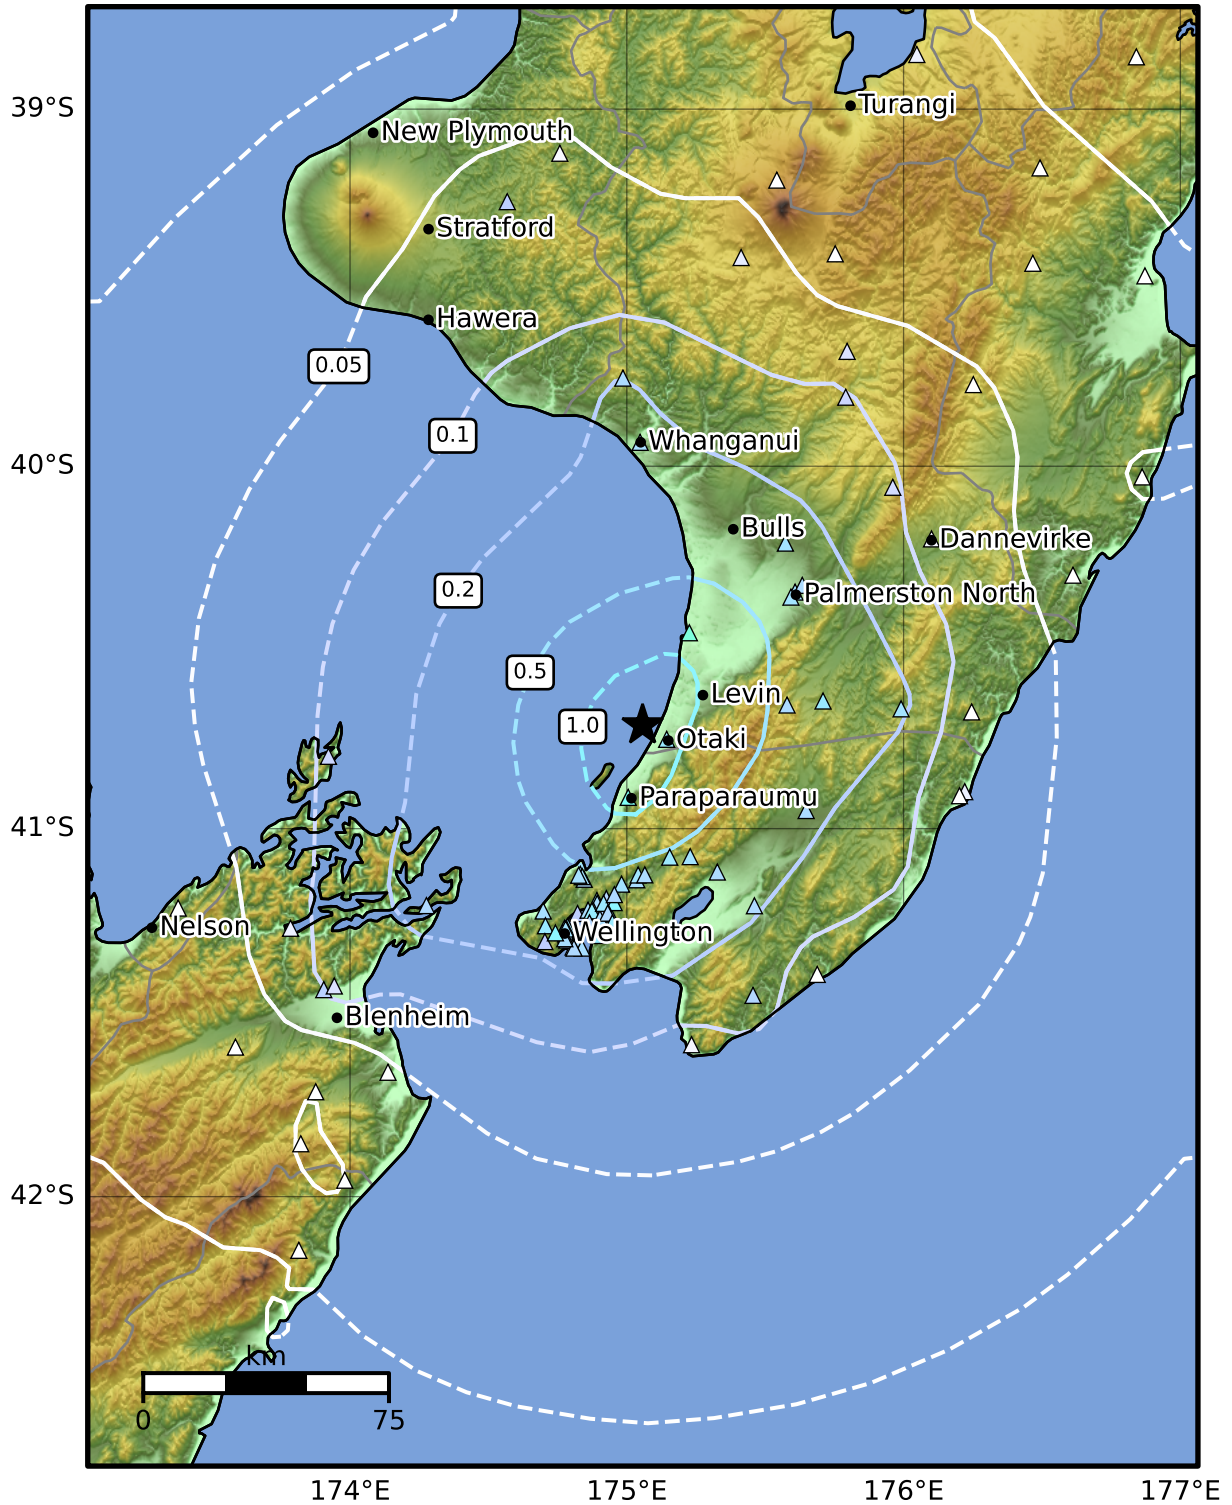 39°S
Turangi
New Plymouth
Stratford
Hawera
0.05
0.1
Whanganui
40°S
Bulls
Dannevirke
0.2
Palmerston North
0.5
Levin
1.0
Otaki
Paraparaumu
41°S
Nelson
Wellington
Blenheim
42°S
km
0
75
174°E
175°E
176°E
177°E